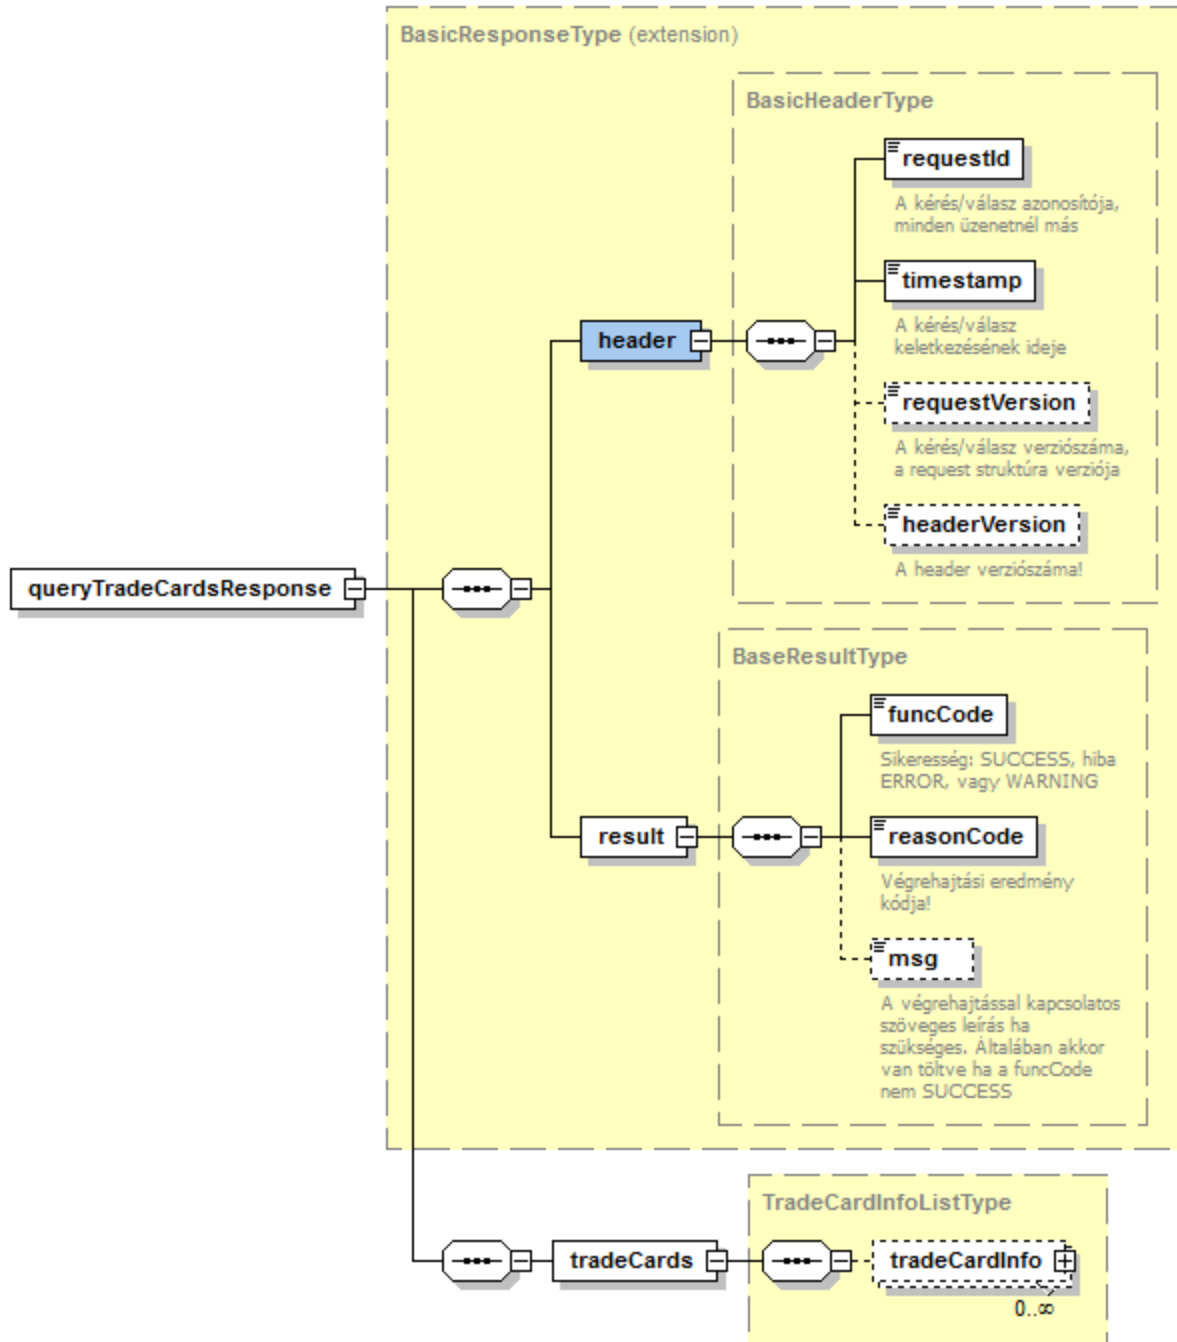 BasicResponseType (extension)
BasicHeaderType
requestId
A kérés/válasz azonosítója,
minden üzenetnél más
timestamp
A kérés/válasz
keletkezésének ideje
header
requestVersion
A kérés/válasz verziószáma,
a request struktúra verziója
headerVersion
A header verziószáma!
queryTradeCardsResponse
BaseResultType
funcCode
Sikeresség: SUCCESS, hiba
ERROR, vagy WARNING
result
reasonCode
Végrehajtási eredmény
kódja!
msg
A végrehajtással kapcsolatos
szöveges leírás ha
szükséges. Általában akkor
van töltve ha a funcCode
nem SUCCESS
TradeCardInfoListType
tradeCards
tradeCardInfo
0..∞